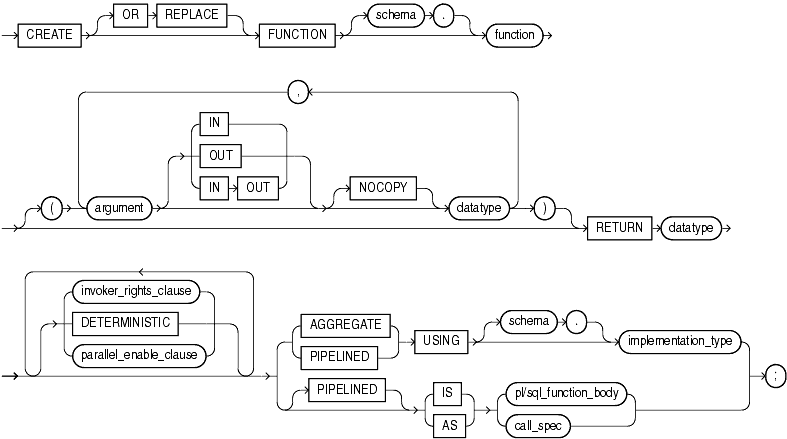 CREATE OR REPLACE FUNCTION schema . function
,
IN
OUT
IN OUT
( argument NOCOPY datatype )
RETURN datatype
invoker_rights_clause
DETERMINISTIC
parallel_enable_clause
AGGREGATE
PIPELINED
USING schema . implementation_type
PIPELINED
IS
AS
pl/sql_function_body
call_spec
;